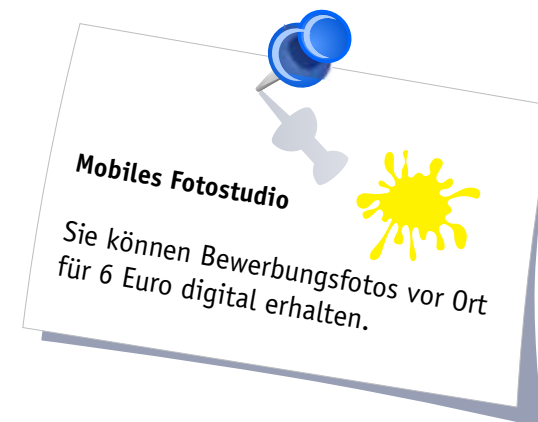 Mobiles Fotostudio
Sie können Bewerbungsfotos vor Ort
für 6 Euro digital erhalten.